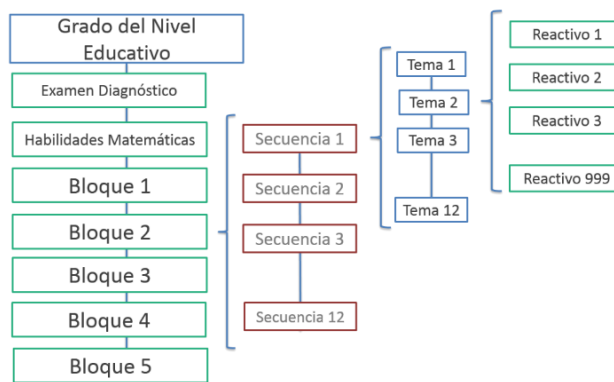 Grado del Nivel
Educativo
Examen Diagnóstico
Habilidades Matemáticas
Bloque 1
Bloque 2
Bloque 3
Bloque 4
Bloque 5
Secuencia 1
Secuencia 2
Secuencia 3
Secuencia 12
Tema 1
Tema 2
Tema 3
Tema 12
Reactivo 1
Reactivo 2
Reactivo 3
Reactivo 999